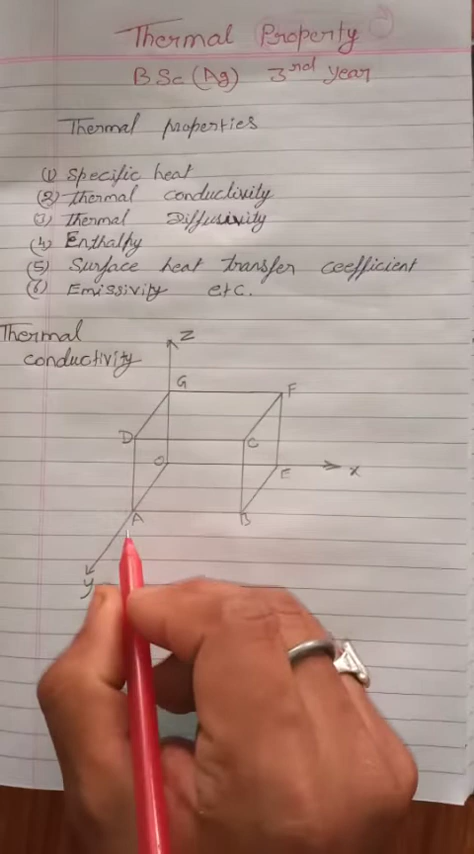 Thermal Property
BSc (Ag) 3rd year
Thermal properties
(1) Specific heat
(2) Thermal conductivity
(3) Thermal Diffusivity
(4) Enthalpy
(5) Surface heat transfer coefficient
(6) Emissivity etc.
Thermal
conductivity
Z
G
F
D
C
O
E
X
A
B
y